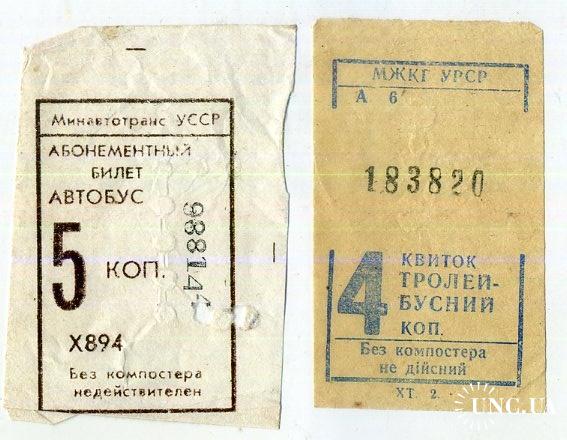 Минавтотранс УССР
АБОНЕМЕНТНЫЙ
БИЛЕТ
АВТОБУС
5 КОП.
988144
Х894
Без компостера
недействителен
МЖКГ УРСР
А 6
183820
4 КВИТОК
ТРОЛЕЙ-
БУСНИЙ
КОП.
Без компостера
не дійсний
ХТ. 2.
UNC.UA